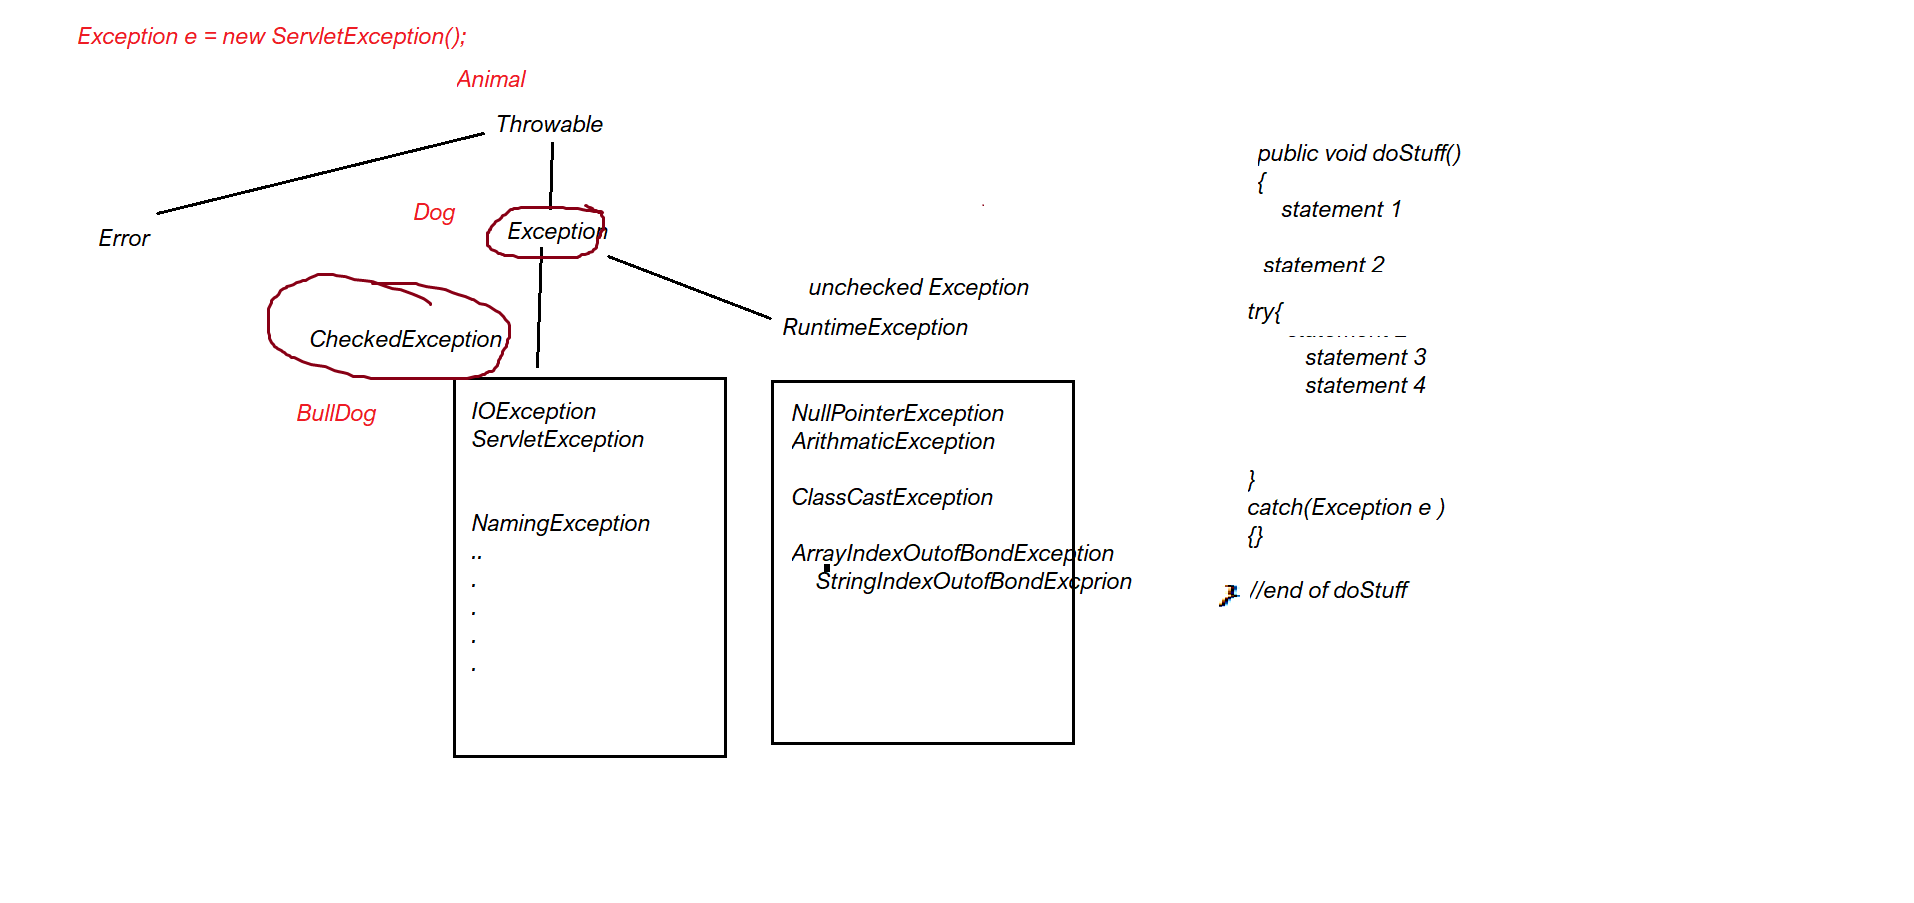 Exception e = new ServletException();
Animal
Throwable
Dog
Exception
Error
unchecked Exception
RuntimeException
CheckedException
BullDog
IOException
ServletException
NamingException
..
.
.
.
.
NullPointerException
ArithmaticException
ClassCastException
ArrayIndexOutofBondException
StringIndexOutofBondExcprion
public void doStuff()
{
statement 1
statement 2
try{
statement 3
statement 4
}
catch(Exception e )
{}
//end of doStuff